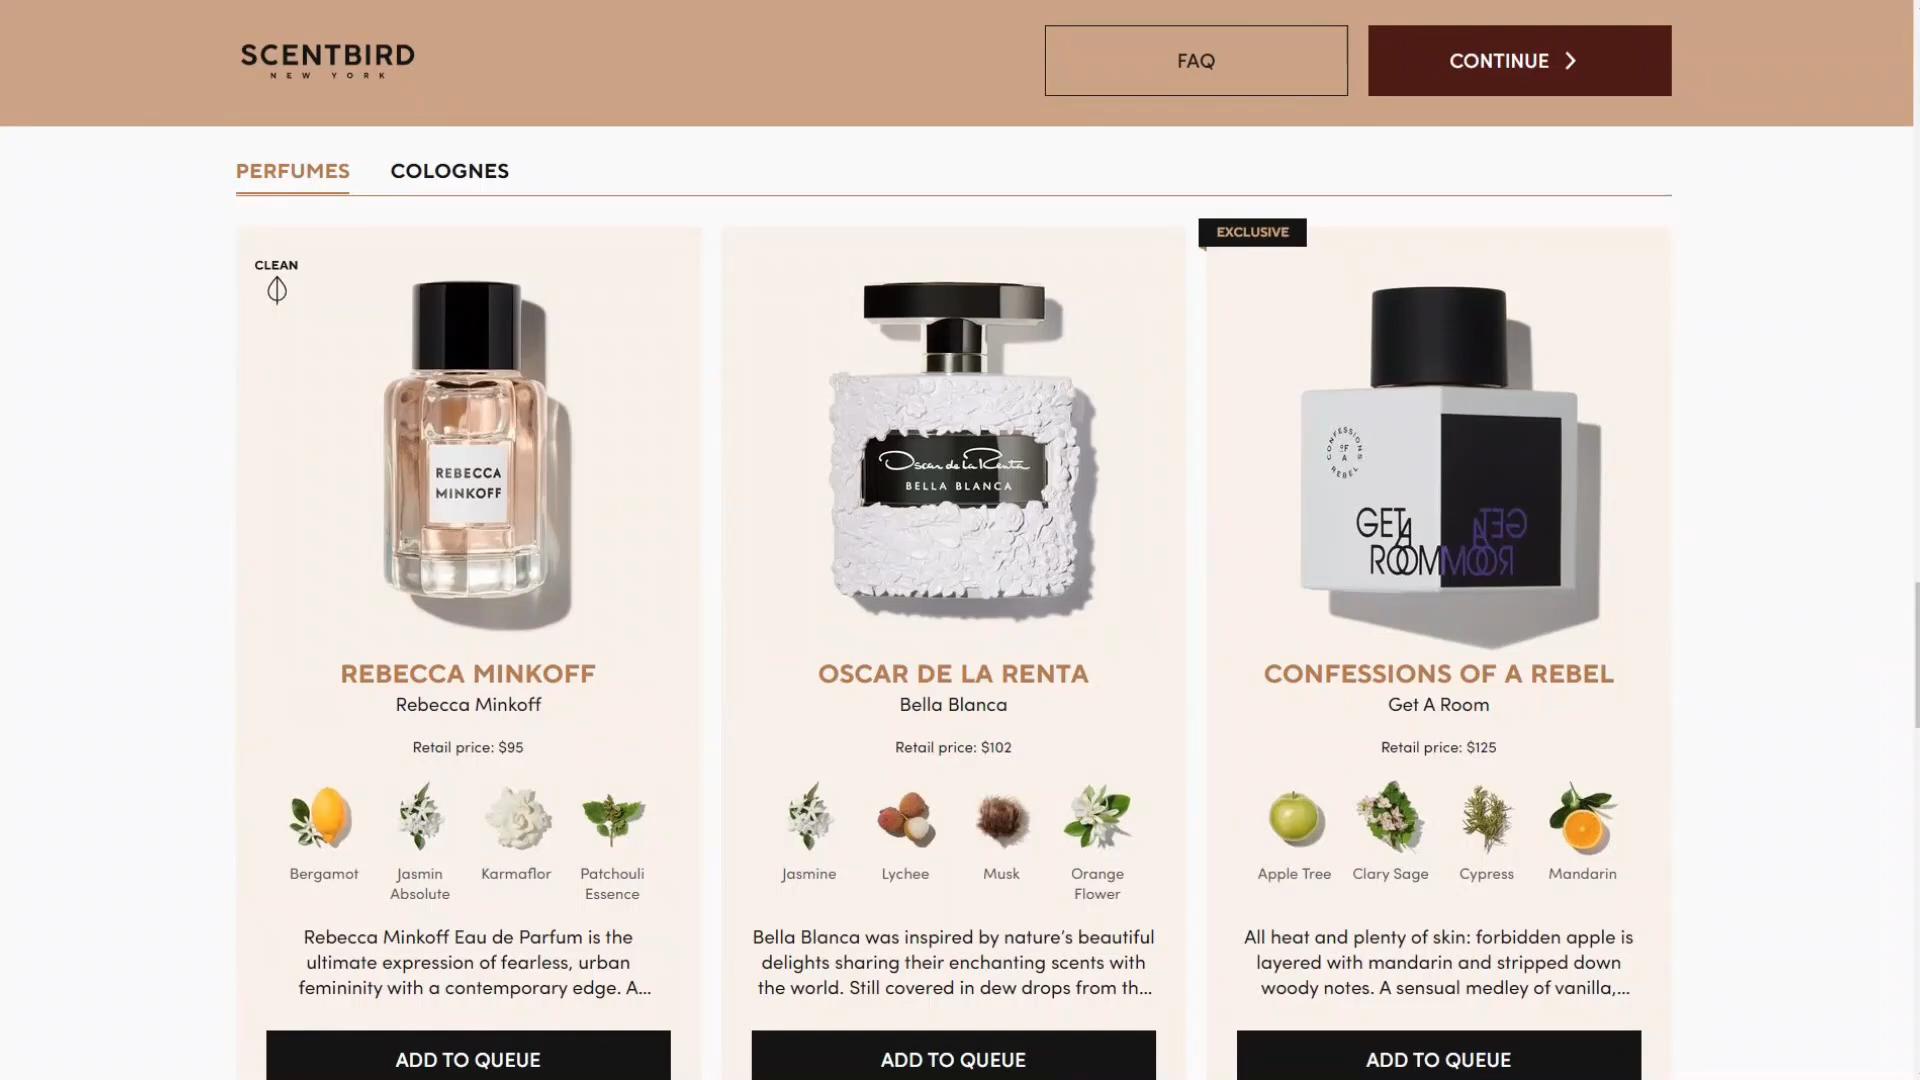 SCENTBIRD
NEW YORK
FAQ
CONTINUE
PERFUMES
COLOGNES
CLEAN
REBECCA
MINKOFF
REBECCA MINKOFF
Rebecca Minkoff
Retail price: $95
Bergamot
Jasmin
Absolute
Karmaflor
Patchouli
Essence
Rebecca Minkoff Eau de Parfum is the
ultimate expression of fearless, urban
femininity with a contemporary edge. A...
ADD TO QUEUE
Oscar de la Renta
BELLA BLANCA
OSCAR DE LA RENTA
Bella Blanca
Retail price: $102
Jasmine
Lychee
Musk
Orange
Flower
Bella Blanca was inspired by nature's beautiful
delights sharing their enchanting scents with
the world. Still covered in dew drops from th...
ADD TO QUEUE
EXCLUSIVE
CONFESSIONS
OF
A
REBEL
GET
A
ROOM
GET
A
ROOM
CONFESSIONS OF A REBEL
Get A Room
Retail price: $125
Apple Tree
Clary Sage
Cypress
Mandarin
All heat and plenty of skin: forbidden apple is
layered with mandarin and stripped down
woody notes. A sensual medley of vanilla,...
ADD TO QUEUE